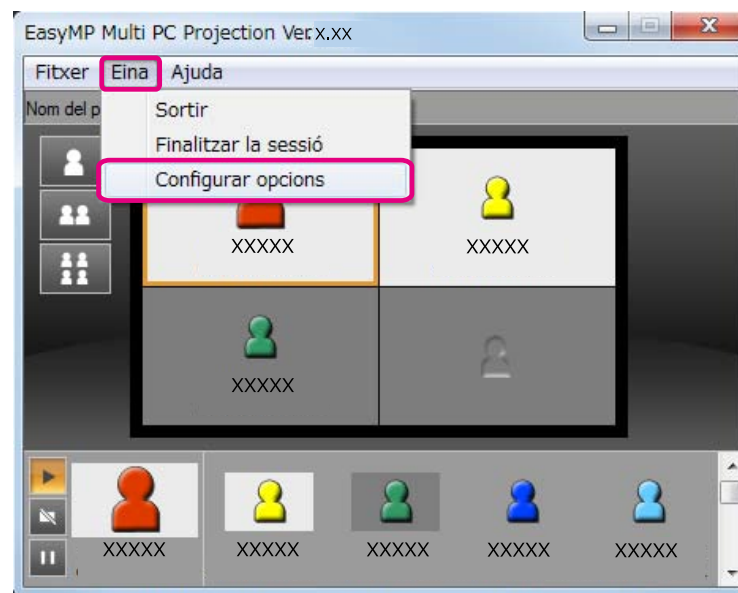 EasyMP Multi PC Projection Ver. x.xx
Fitxer Eina Ajuda
Nom del p
Sortir
Finalitzar la sessió
Configurar opcions
XXXXX XXXXX
XXXXX
XXXXX XXXXX XXXXX XXXXX XXXXX